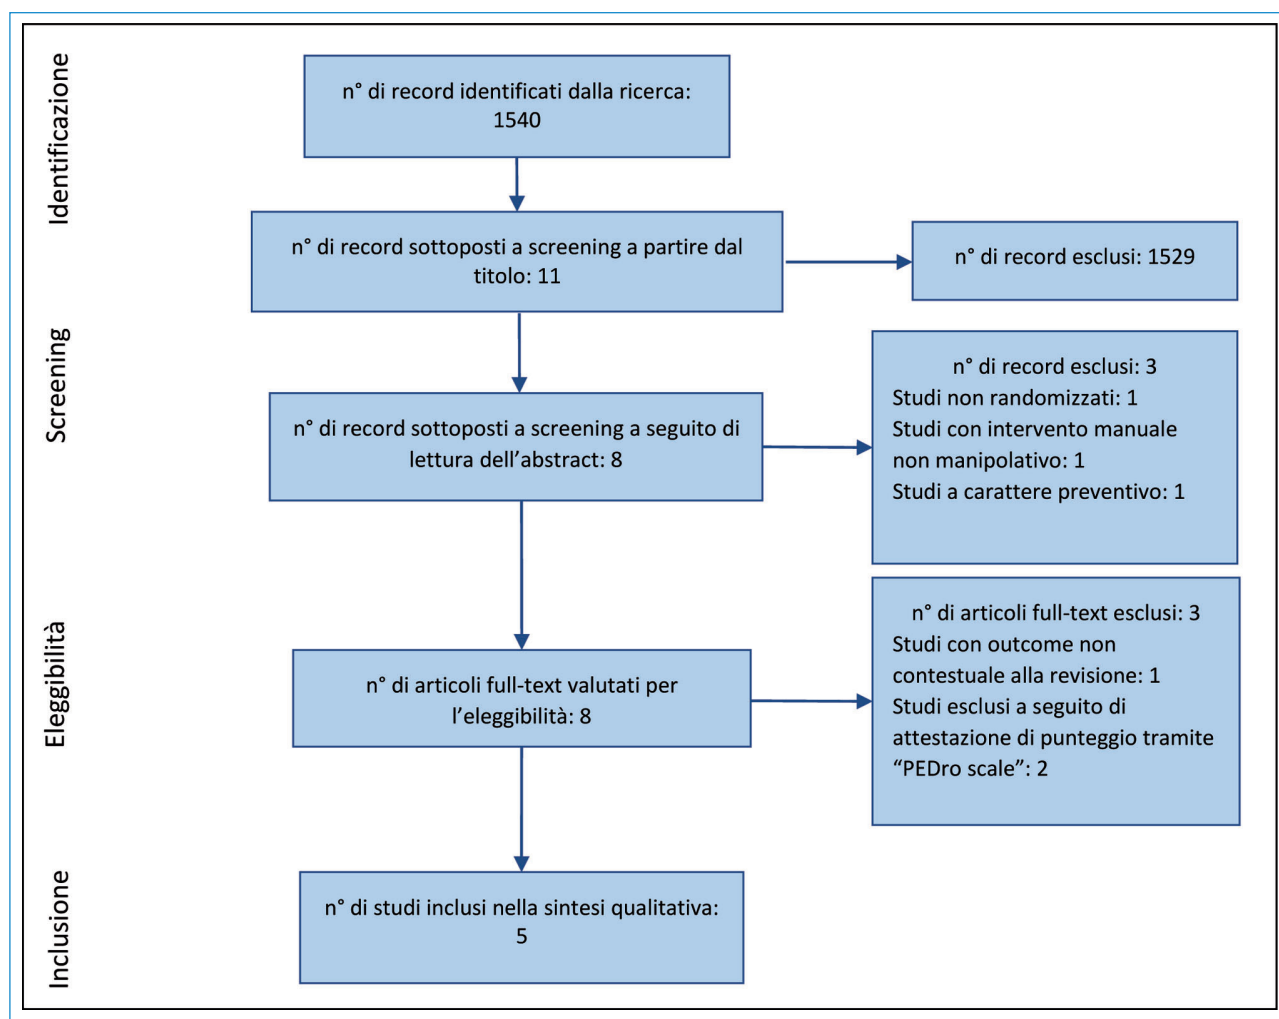 Identificazione
n° di record identificati dalla ricerca:
1540
n° di record sottoposti a screening a partire dal
titolo: 11
n° di record esclusi: 1529
Screening
n° di record sottoposti a screening a seguito di
lettura dell’abstract: 8
n° di record esclusi: 3
Studi non randomizzati: 1
Studi con intervento manuale
non manipolativo: 1
Studi a carattere preventivo: 1
Eleggibilità
n° di articoli full-text valutati per
l’eleggibilità: 8
n° di articoli full-text esclusi: 3
Studi con outcome non
contestuale alla revisione: 1
Studi esclusi a seguito di
attestazione di punteggio tramite
“PEDro scale”: 2
Inclusione
n° di studi inclusi nella sintesi qualitativa:
5